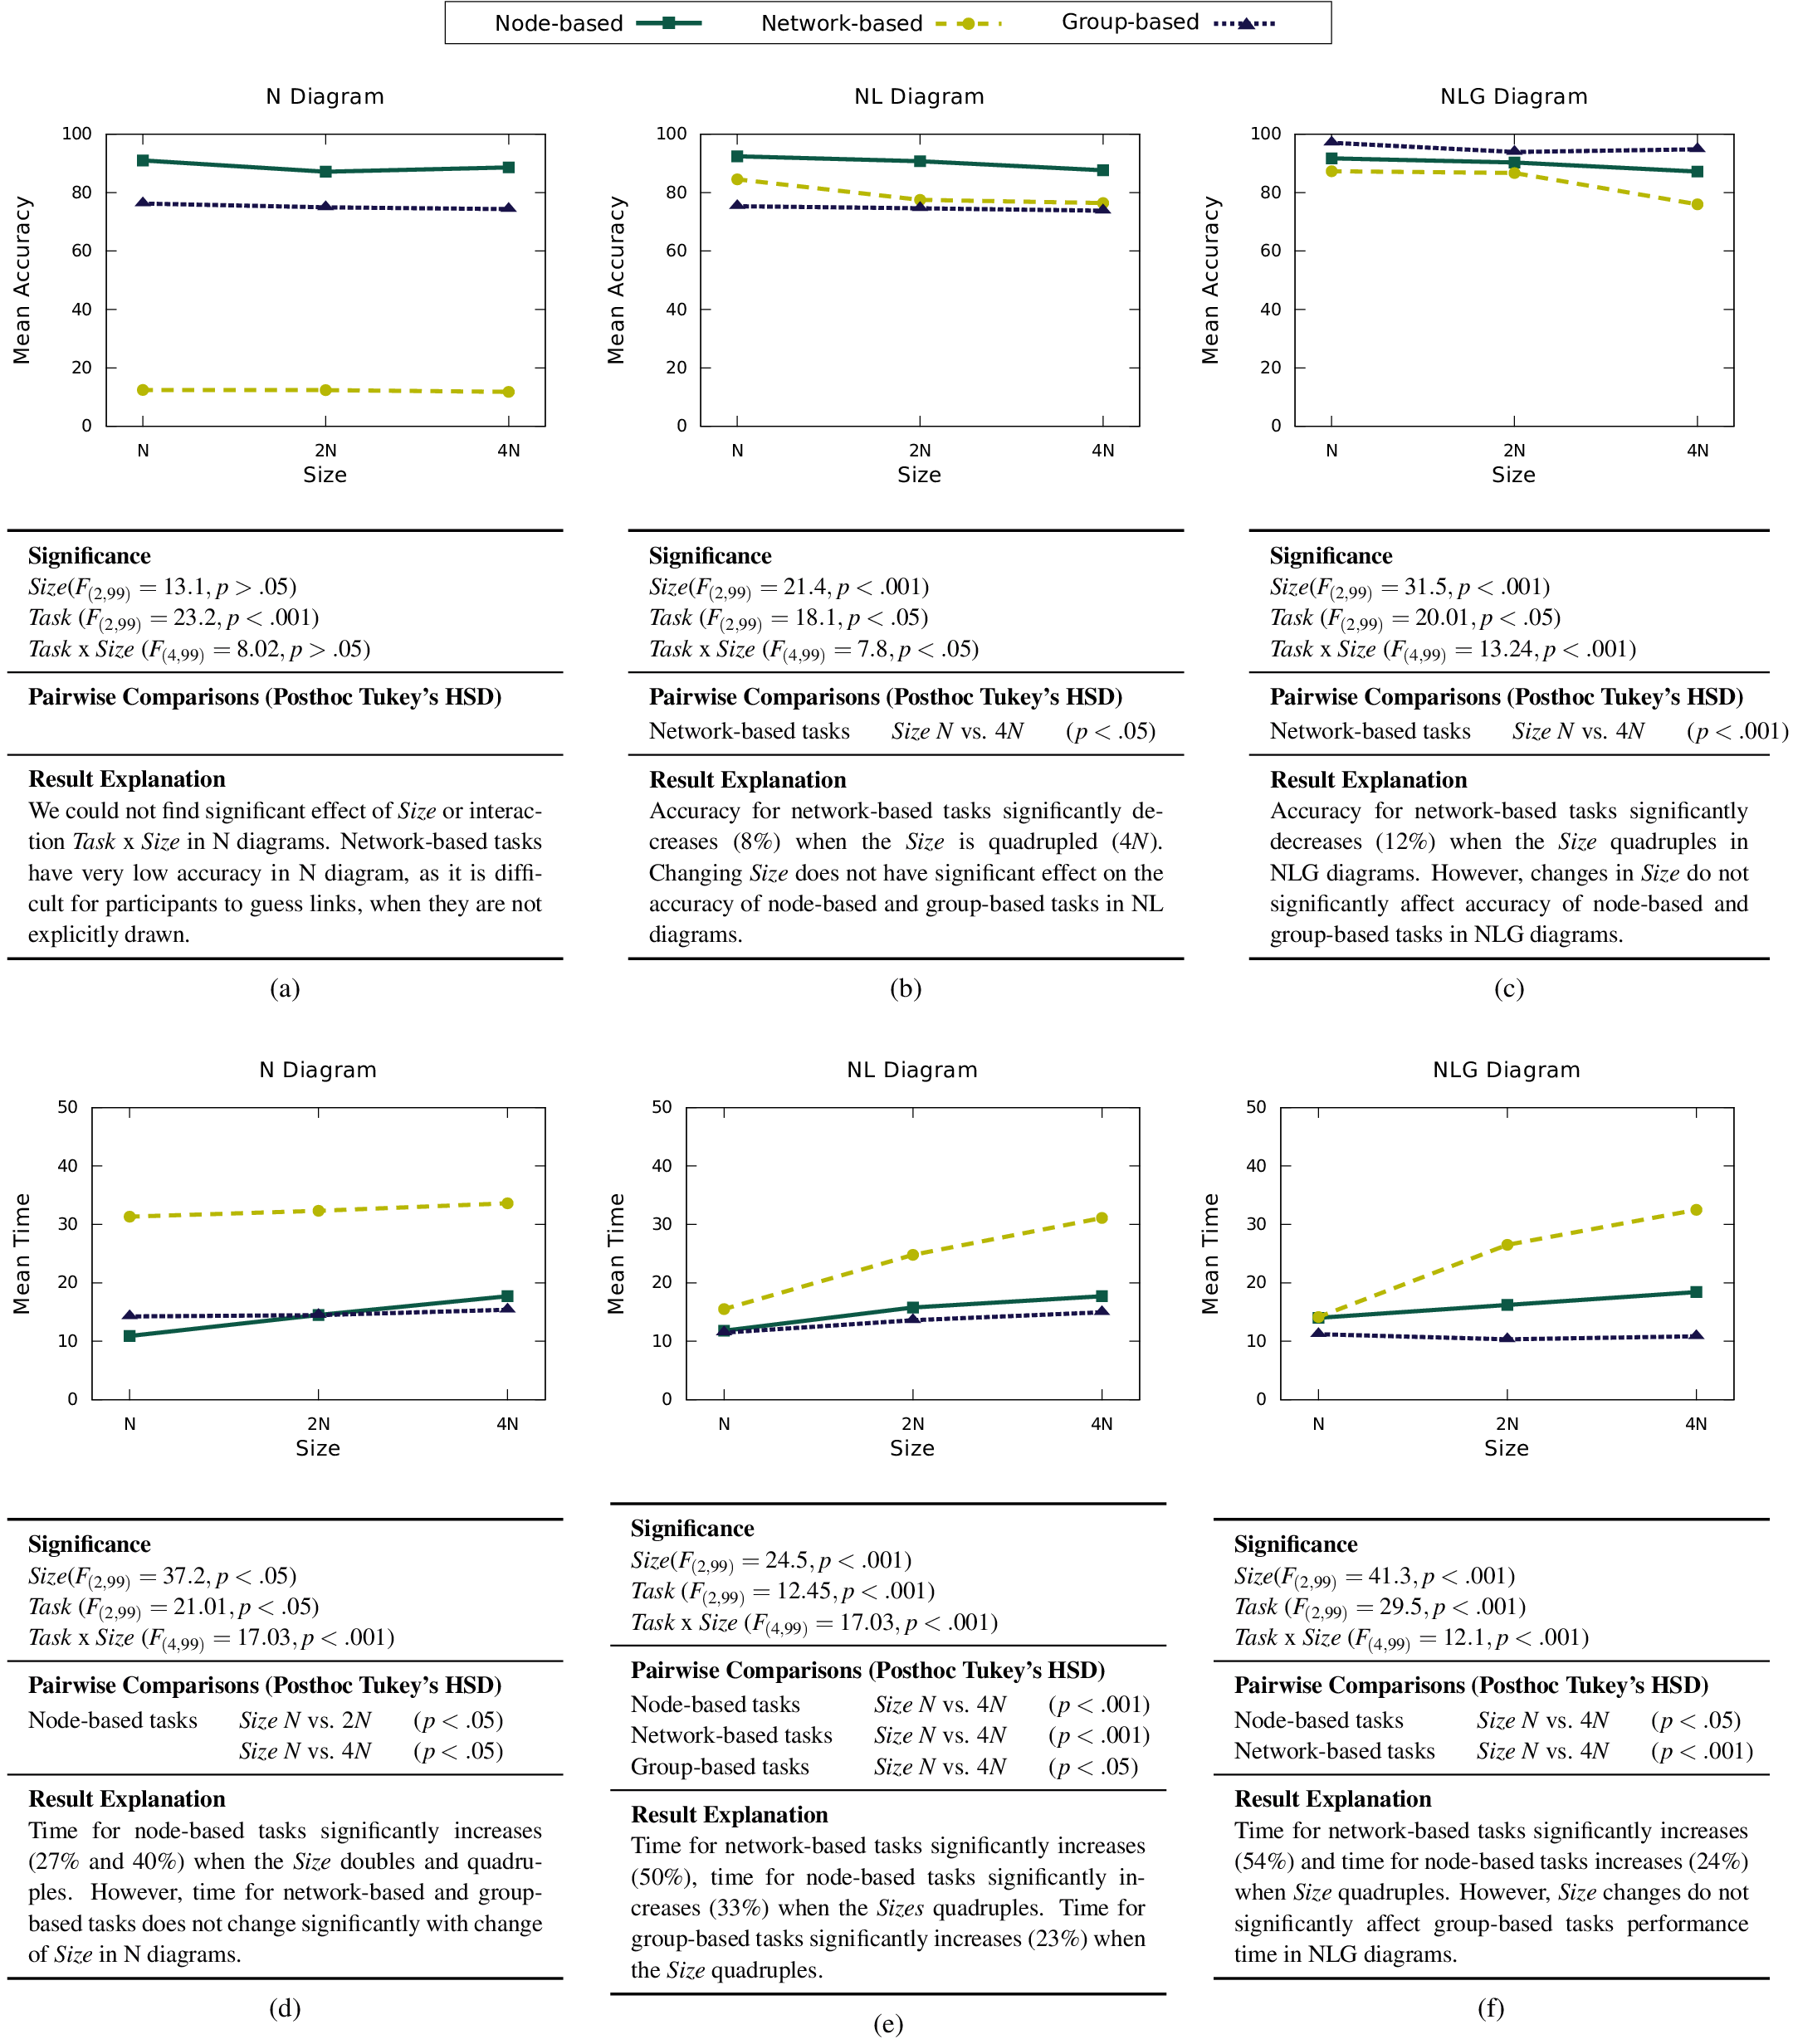 Node-based Network-based Group-based
N Diagram
100
80
60
40
20
0
Mean Accuracy
N 2N 4N
Size
Significance
Size(F(2,99) = 13.1, p > .05)
Task (F(2,99) = 23.2, p < .001)
Task x Size (F(4,99) = 8.02, p > .05)
Pairwise Comparisons (Posthoc Tukey's HSD)
Result Explanation
We could not find significant effect of Size or interac-
tion Task x Size in N diagrams. Network-based tasks
have very low accuracy in N diagram, as it is diffi-
cult for participants to guess links, when they are not
explicitly drawn.
(a)
NL Diagram
100
80
60
40
20
0
Mean Accuracy
N 2N 4N
Size
Significance
Size(F(2,99) = 21.4, p < .001)
Task (F(2,99) = 18.1, p < .05)
Task x Size (F(4,99) = 7.8, p < .05)
Pairwise Comparisons (Posthoc Tukey's HSD)
Network-based tasks Size N vs. 4N (p < .05)
Result Explanation
Accuracy for network-based tasks significantly de-
creases (8%) when the Size is quadrupled (4N).
Changing Size does not have significant effect on the
accuracy of node-based and group-based tasks in NL
diagrams.
(b)
NLG Diagram
100
80
60
40
20
0
Mean Accuracy
N 2N 4N
Size
Significance
Size(F(2,99) = 31.5, p < .001)
Task (F(2,99) = 20.01, p < .05)
Task x Size (F(4,99) = 13.24, p < .001)
Pairwise Comparisons (Posthoc Tukey's HSD)
Network-based tasks Size N vs. 4N (p < .001)
Result Explanation
Accuracy for network-based tasks significantly
decreases (12%) when the Size quadruples in
NLG diagrams. However, changes in Size do not
significantly affect accuracy of node-based and
group-based tasks in NLG diagrams.
(c)
N Diagram
50
40
30
20
10
0
Mean Time
N 2N 4N
Size
Significance
Size(F(2,99) = 37.2, p < .05)
Task (F(2,99) = 21.01, p < .05)
Task x Size (F(4,99) = 17.03, p < .001)
Pairwise Comparisons (Posthoc Tukey's HSD)
Node-based tasks Size N vs. 2N (p < .05)
Size N vs. 4N (p < .05)
Result Explanation
Time for node-based tasks significantly increases
(27% and 40%) when the Size doubles and quadru-
ples. However, time for network-based and group-
based tasks does not change significantly with change
of Size in N diagrams.
(d)
NL Diagram
50
40
30
20
10
0
Mean Time
N 2N 4N
Size
Significance
Size(F(2,99) = 24.5, p < .001)
Task (F(2,99) = 12.45, p < .001)
Task x Size (F(4,99) = 17.03, p < .001)
Pairwise Comparisons (Posthoc Tukey's HSD)
Node-based tasks Size N vs. 4N (p < .001)
Network-based tasks Size N vs. 4N (p < .001)
Group-based tasks Size N vs. 4N (p < .05)
Result Explanation
Time for network-based tasks significantly increases
(50%), time for node-based tasks significantly in-
creases (33%) when the Sizes quadruples. Time for
group-based tasks significantly increases (23%) when
the Size quadruples.
(e)
NLG Diagram
50
40
30
20
10
0
Mean Time
N 2N 4N
Size
Significance
Size(F(2,99) = 41.3, p < .001)
Task (F(2,99) = 29.5, p < .001)
Task x Size (F(4,99) = 12.1, p < .001)
Pairwise Comparisons (Posthoc Tukey's HSD)
Node-based tasks Size N vs. 4N (p < .05)
Network-based tasks Size N vs. 4N (p < .001)
Result Explanation
Time for network-based tasks significantly increases
(54%) and time for node-based tasks increases (24%)
when Size quadruples. However, Size changes do not
significantly affect group-based tasks performance
time in NLG diagrams.
(f)